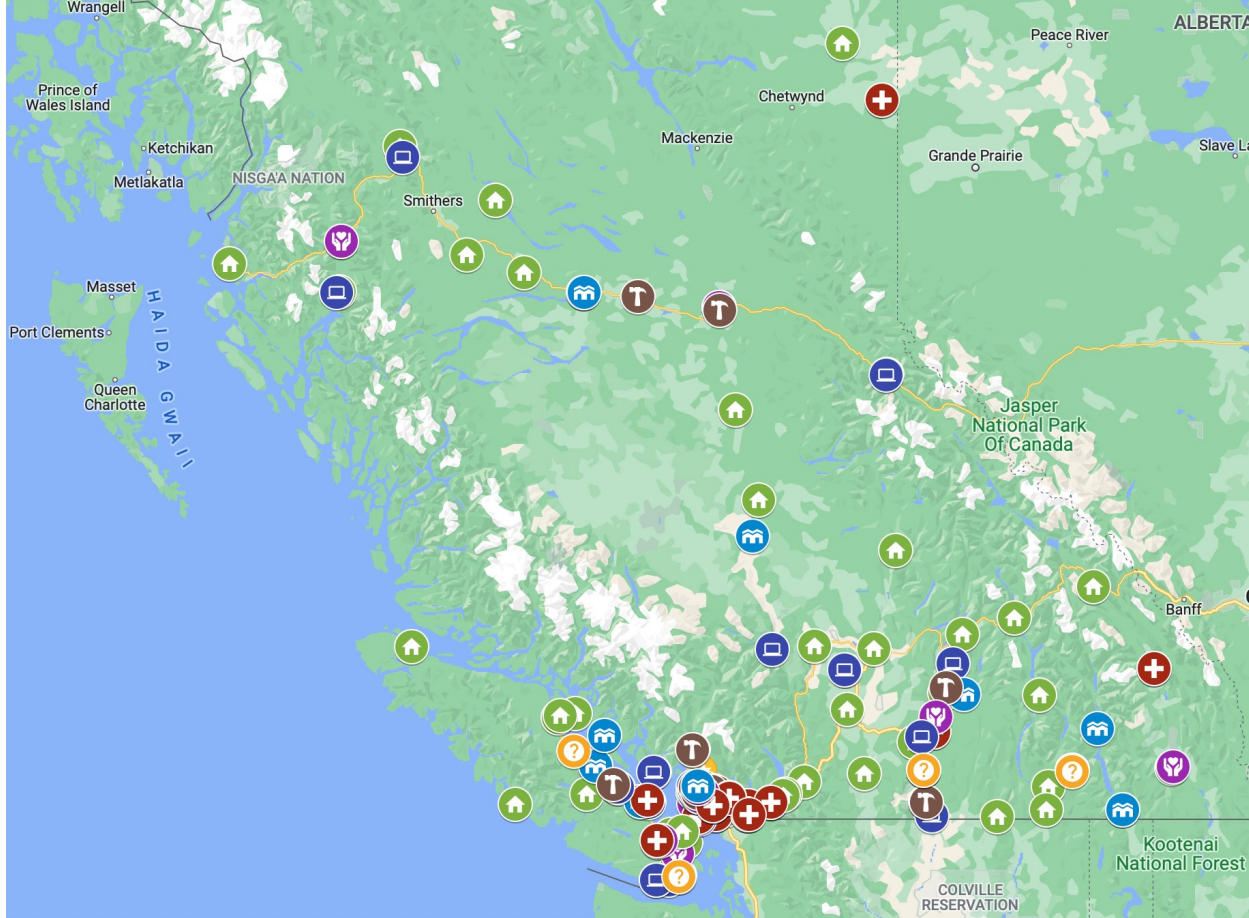 Wrangell
ALBERTA
Peace River
Prince of
Wales Island
Chetwynd
Mackenzie
Ketchikan
Slave La
Metlakatla
NISGA'A NATION
Grande Prairie
Smithers
Masset
HAIDA GWAII
Port Clements
Queen
Charlotte
Jasper
National Park
Of Canada
Banff
Kootenai
National Forest
COLVILLE
RESERVATION